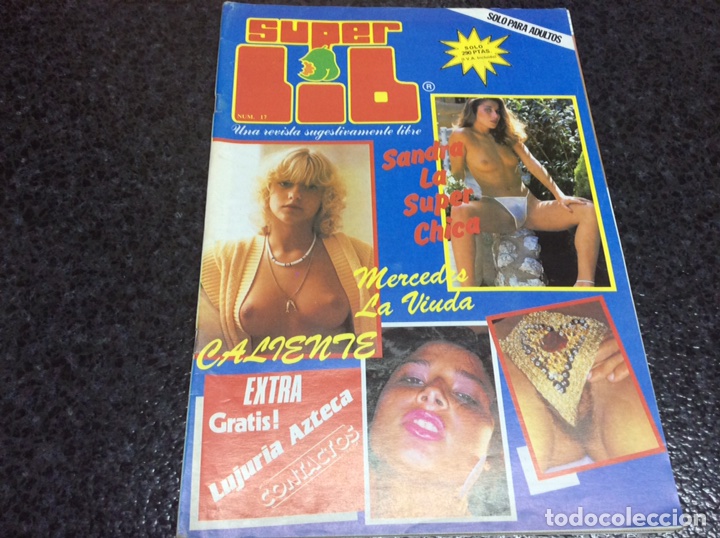 SOLO PARA ADULTOS
super
lib
®
SOLO
290 PTAS.
NUM. 17
Una revista sugestivamente libre
Sandra
La
Super
Chica
Mercedes
La Viuda
CALIENTE
EXTRA
Gratis!
Lujuria Azteca
CONTACTOS
todocoleccion